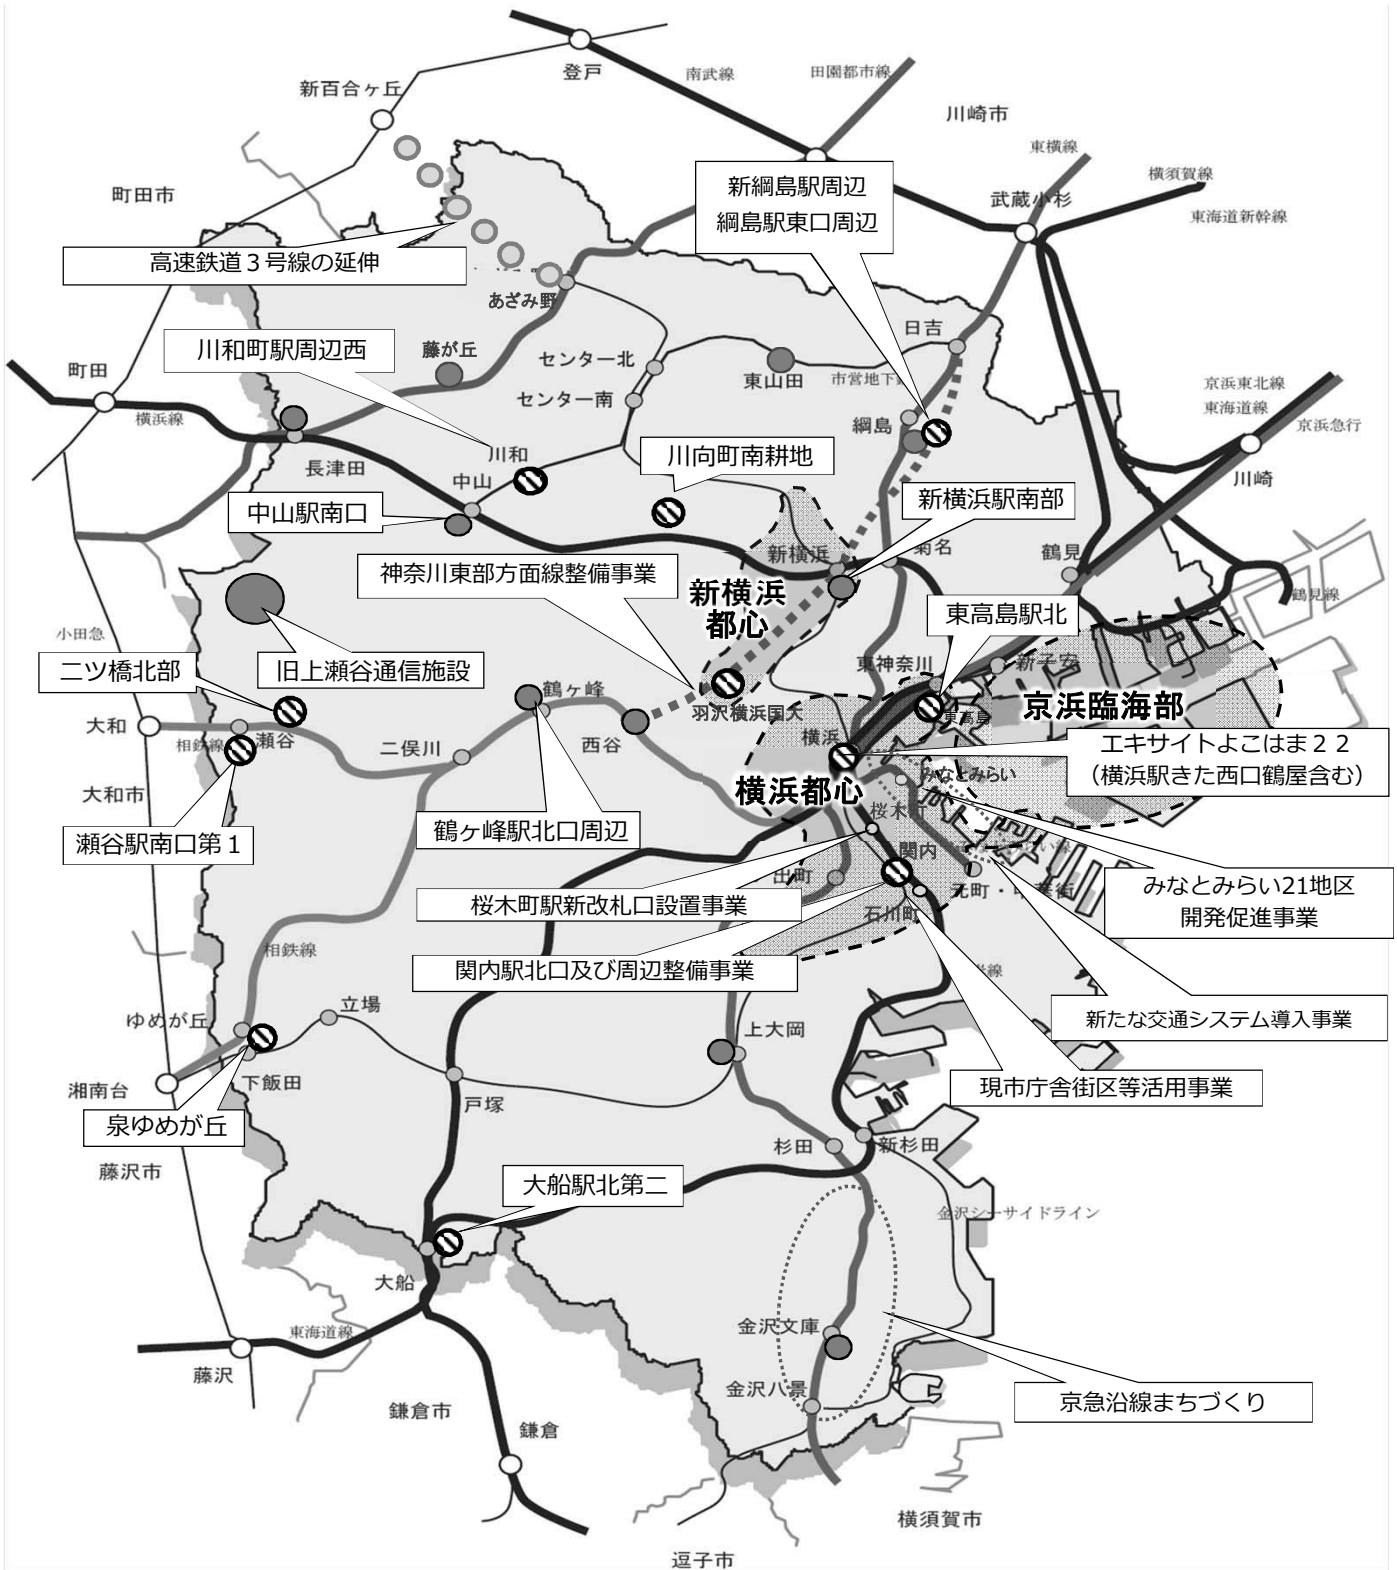 登戸
南武線
田園都市線
新百合ヶ丘
川崎市
東横線
横須賀線
町田市
新綱島駅周辺
綱島駅東口周辺
武蔵小杉
東海道新幹線
高速鉄道３号線の延伸
あざみ野
日吉
川和町駅周辺西
藤が丘
センター北
町田
東山田
市営地下
京浜東北線
横浜線
センター南
東海道線
綱島
京浜急行
川和
川向町南耕地
長津田
中山
川崎
中山駅南口
新横浜駅南部
新横浜
菊名
鶴見
神奈川東部方面線整備事業
新横浜
都心
鶴見線
東高島駅北
小田急
二ツ橋北部
旧上瀬谷通信施設
東神奈川
新子安
鶴ヶ峰
羽沢横浜国大
東高島
京浜臨海部
大和
相鉄線
瀬谷
二俣川
西谷
横浜
エキサイトよこはま２２
（横浜駅きた西口鶴屋含む）
みなとみらい
大和市
横浜都心
桜木町
瀬谷駅南口第１
鶴ヶ峰駅北口周辺
関内
い線
出町
みなとみらい21地区
開発促進事業
元町・中華街
桜木町駅新改札口設置事業
石川町
相鉄線
関内駅北口及び周辺整備事業
線
立場
ゆめが丘
上大岡
新たな交通システム導入事業
下飯田
湘南台
戸塚
現市庁舎街区等活用事業
泉ゆめが丘
杉田
新杉田
藤沢市
大船駅北第二
金沢シーサイドライン
大船
東海道線
金沢文庫
藤沢
金沢八景
京急沿線まちづくり
鎌倉市
鎌倉
横須賀市
逗子市